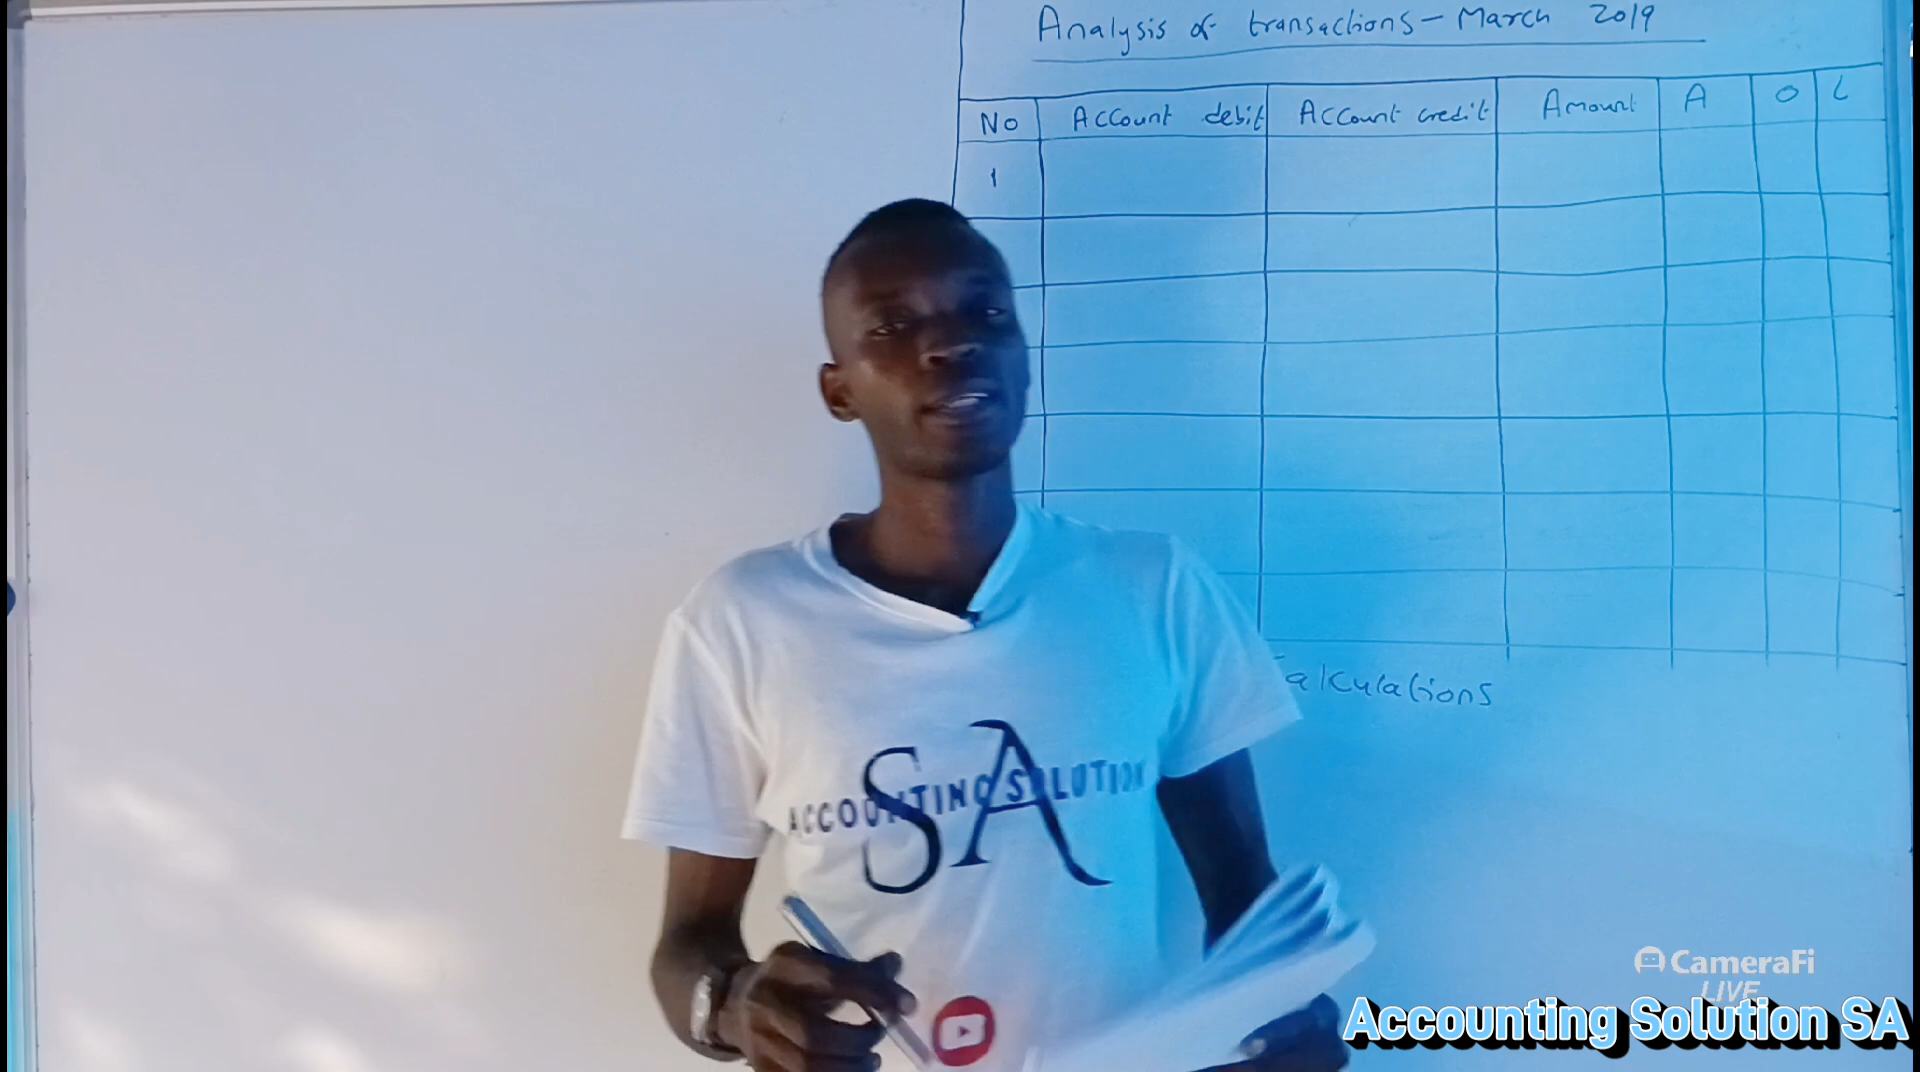 Analysis of transactions - March 2019
No Account debit Account credit Amount A O L
1
alculations
ACCOUNTING SOLUTION
SA
CameraFi
LIVE
Accounting Solution SA